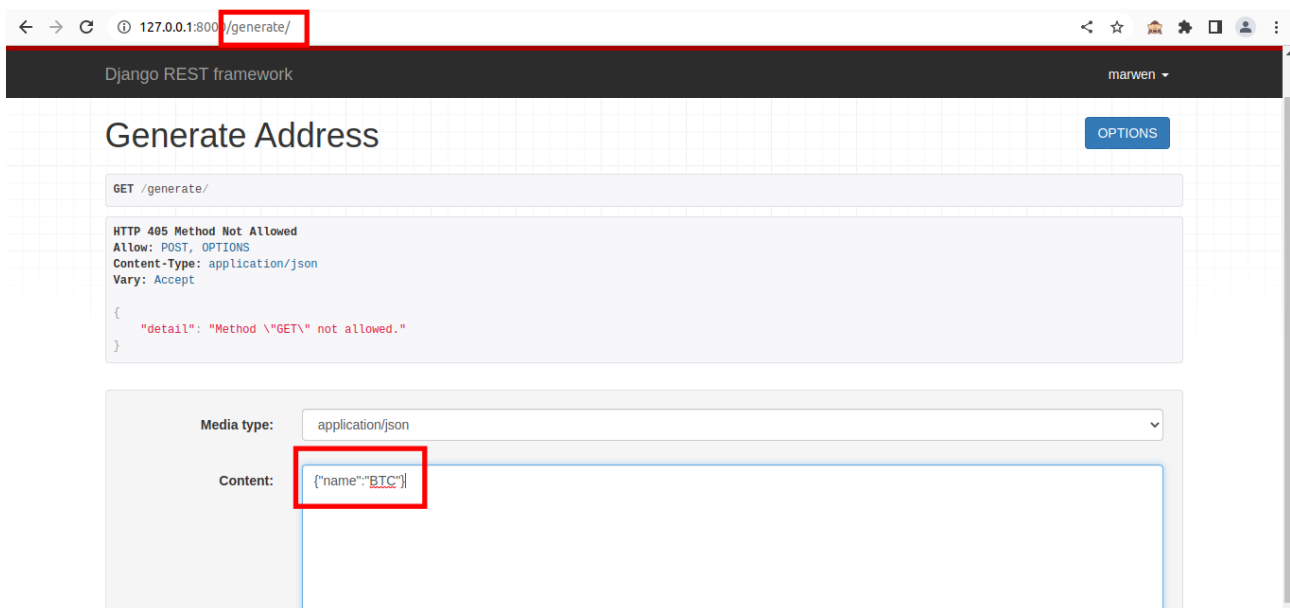 127.0.0.1:8000/generate/
Django REST framework
marwen
Generate Address
OPTIONS
GET /generate/
HTTP 405 Method Not Allowed
Allow: POST, OPTIONS
Content-Type: application/json
Vary: Accept
{
"detail": "Method \"GET\" not allowed."
}
Media type:
application/json
Content:
{"name":"BTC"}